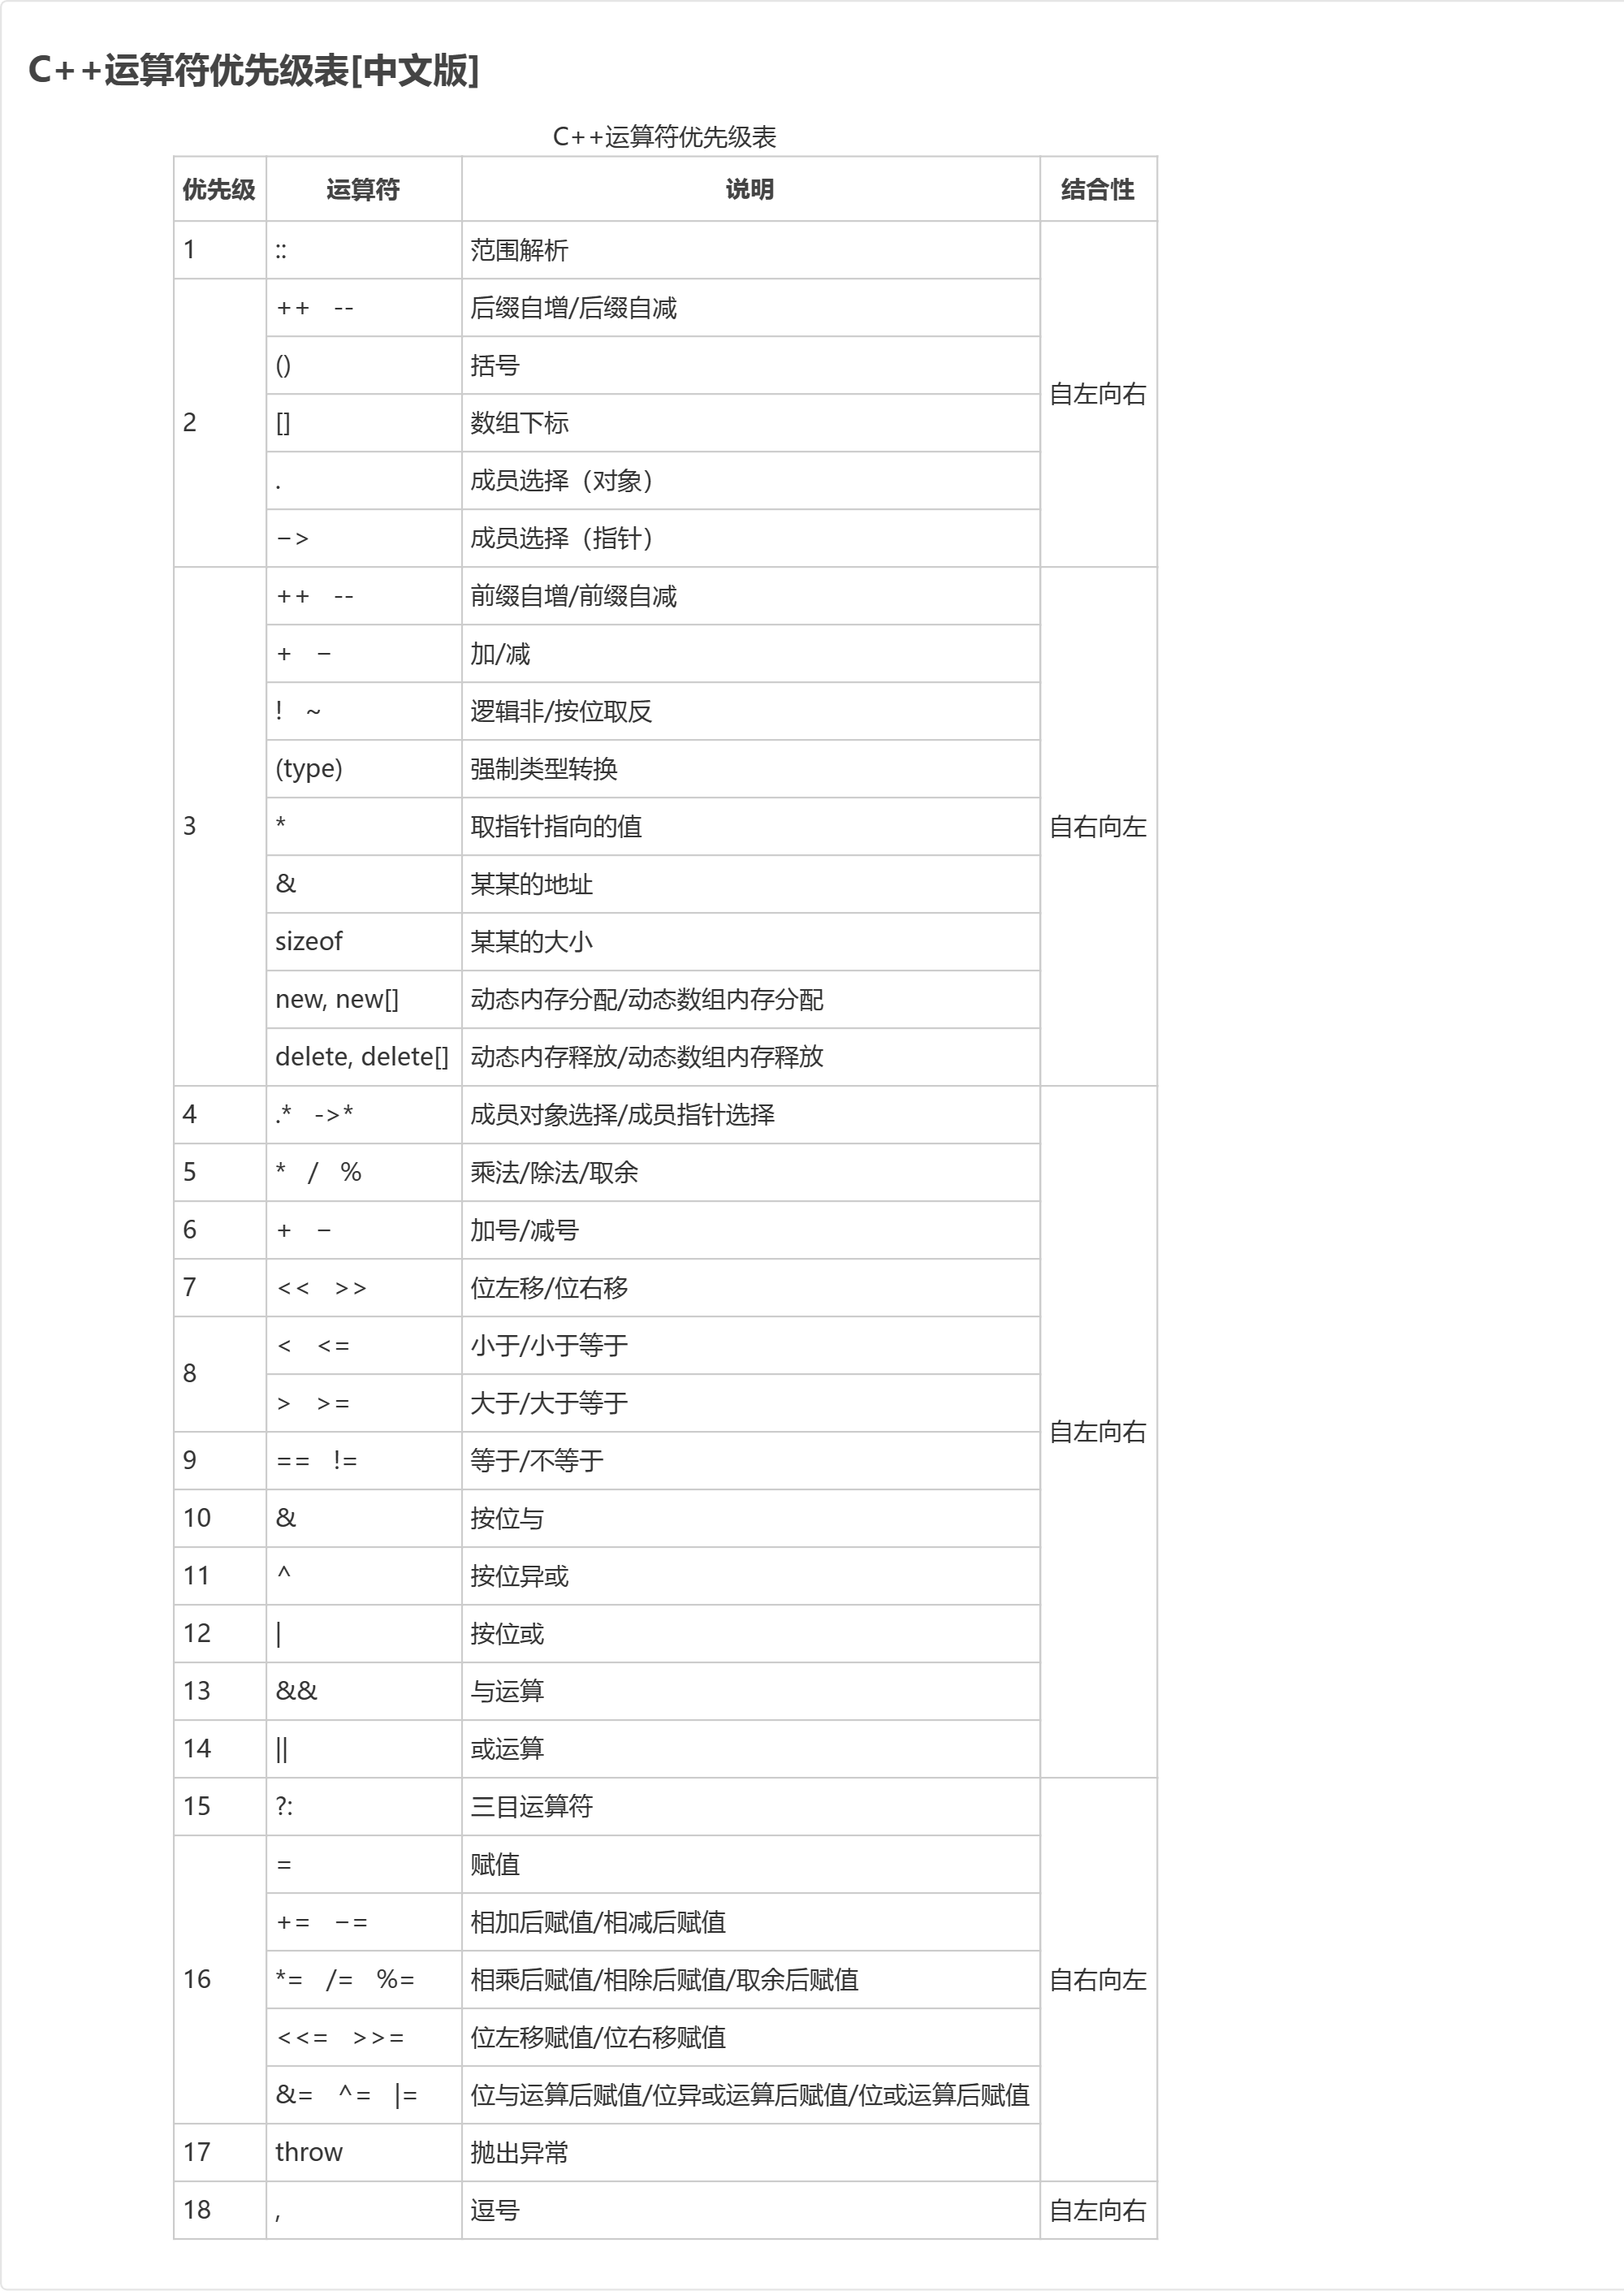 C++运算符优先级表[中文版]
C++运算符优先级表
优先级 运算符 说明 结合性
1 :: 范围解析 自左向右
2 ++ -- 后缀自增/后缀自减
() 括号
[] 数组下标
. 成员选择（对象）
−> 成员选择（指针）
3 ++ -- 前缀自增/前缀自减 自右向左
+ − 加/减
! ~ 逻辑非/按位取反
(type) 强制类型转换
* 取指针指向的值
& 某某的地址
sizeof 某某的大小
new, new[] 动态内存分配/动态数组内存分配
delete, delete[] 动态内存释放/动态数组内存释放
4 .* ->* 成员对象选择/成员指针选择 自左向右
5 * / % 乘法/除法/取余
6 + − 加号/减号
7 << >> 位左移/位右移
8 < <= 小于/小于等于
> >= 大于/大于等于
9 == != 等于/不等于
10 & 按位与
11 ^ 按位异或
12 | 按位或
13 && 与运算
14 || 或运算
15 ?: 三目运算符 自右向左
16 = 赋值
+= −= 相加后赋值/相减后赋值
*= /= %= 相乘后赋值/相除后赋值/取余后赋值
<<= >>= 位左移赋值/位右移赋值
&= ^= |= 位与运算后赋值/位异或运算后赋值/位或运算后赋值
17 throw 抛出异常
18 , 逗号 自左向右